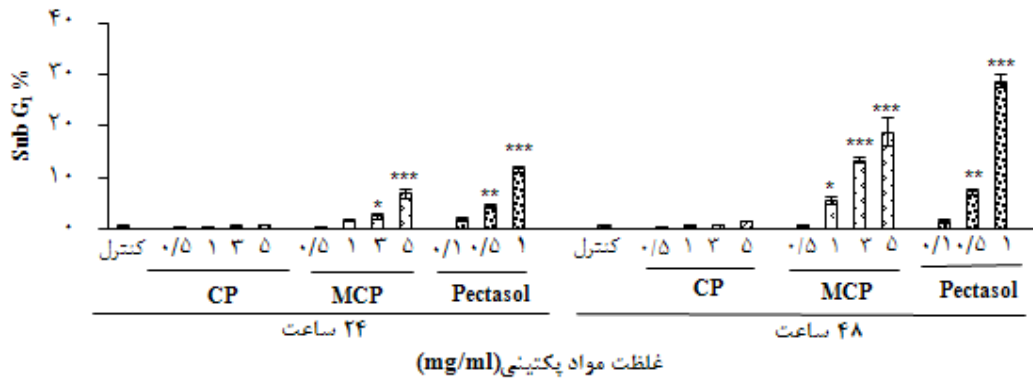 ۴۰
۳۰
۲۰
۱۰
۰
Sub G₁ %
* *** ** *** * *** *** ** ***
کنترل ۰/۵ ۱ ۳ ۵ ۰/۵ ۱ ۳ ۵ ۰/۱ ۰/۵ ۱ کنترل ۰/۵ ۱ ۳ ۵ ۰/۵ ۱ ۳ ۵ ۰/۱ ۰/۵ ۱
CP MCP Pectasol CP MCP Pectasol
۲۴ ساعت ۴۸ ساعت
غلظت مواد پکتینی(mg/ml)